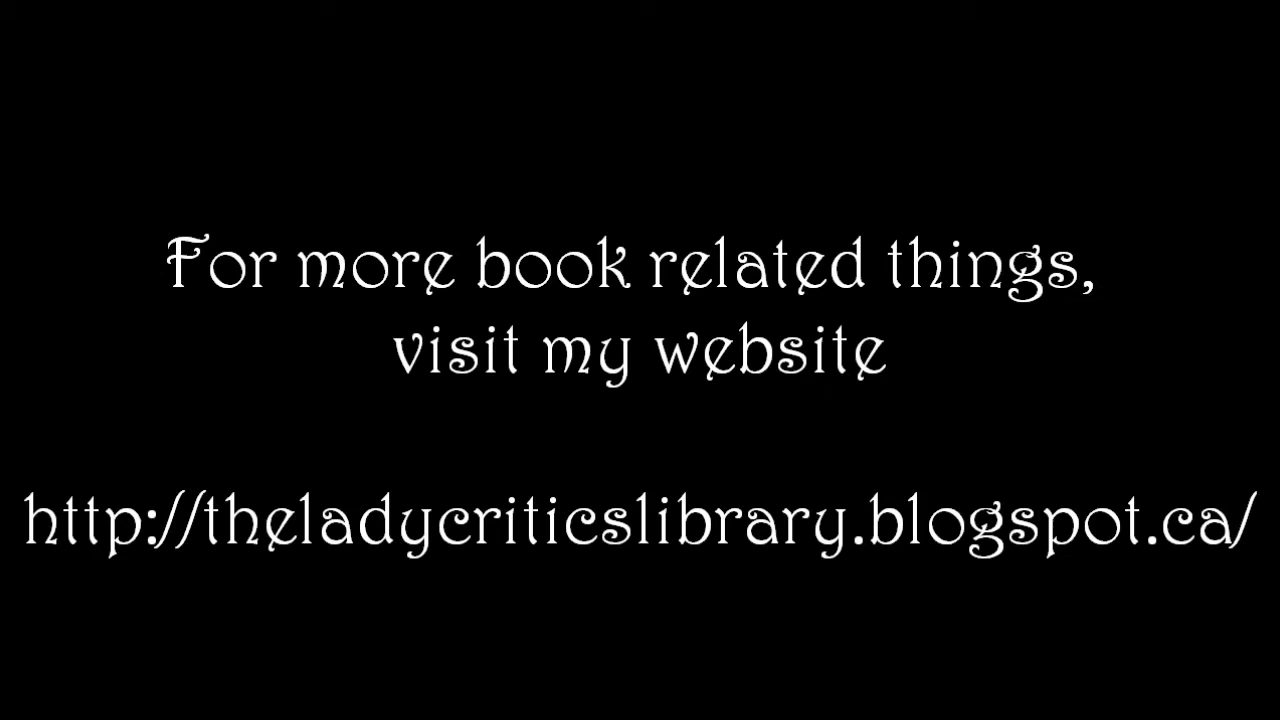 For more book related things,
visit my website
http://theladycriticslibrary.blogspot.ca/